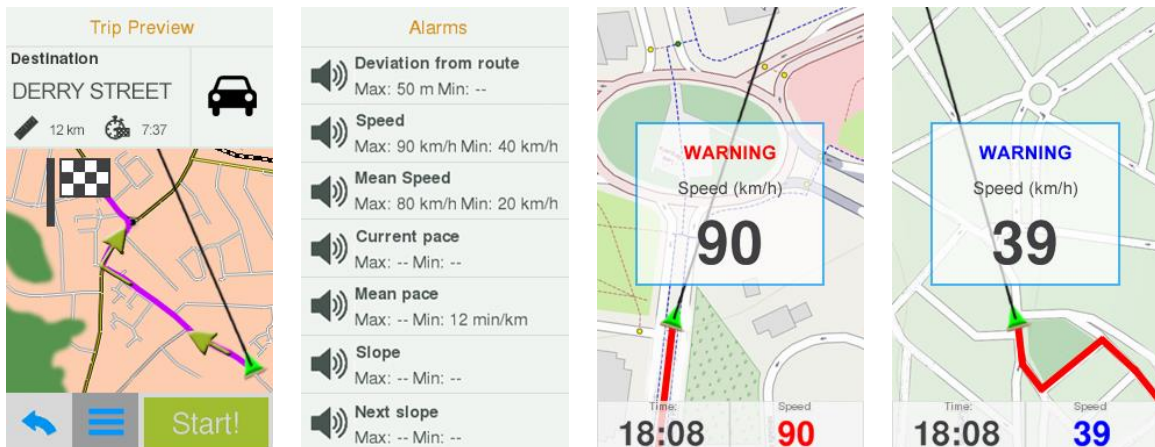 Trip Preview
Destination
DERRY STREET
12 km 7:37
Start!
Alarms
Deviation from route
Max: 50 m Min: --
Speed
Max: 90 km/h Min: 40 km/h
Mean Speed
Max: 80 km/h Min: 20 km/h
Current pace
Max: -- Min: --
Mean pace
Max: -- Min: 12 min/km
Slope
Max: -- Min: --
Next slope
Max: -- Min: --
WARNING
Speed (km/h)
90
Time: Speed
18:08 90
WARNING
Speed (km/h)
39
Time: Speed
18:08 39